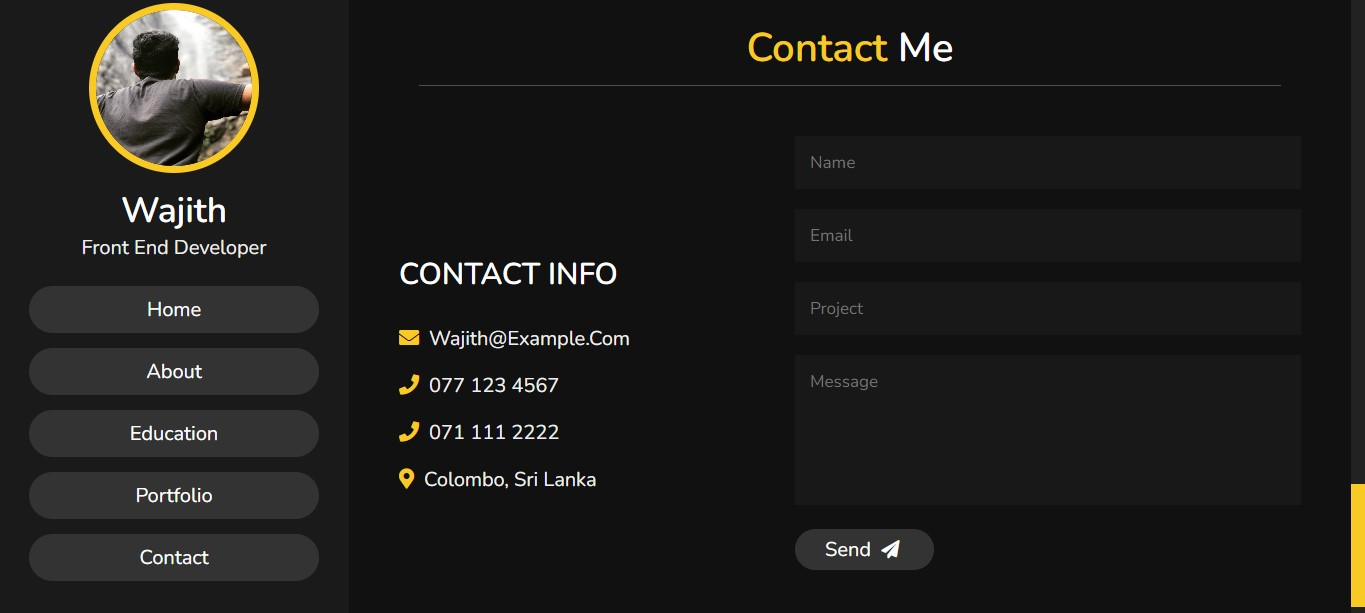 Wajith
Front End Developer
Home
About
Education
Portfolio
Contact
Contact Me
CONTACT INFO
Wajith@Example.Com
077 123 4567
071 111 2222
Colombo, Sri Lanka
Name
Email
Project
Message
Send